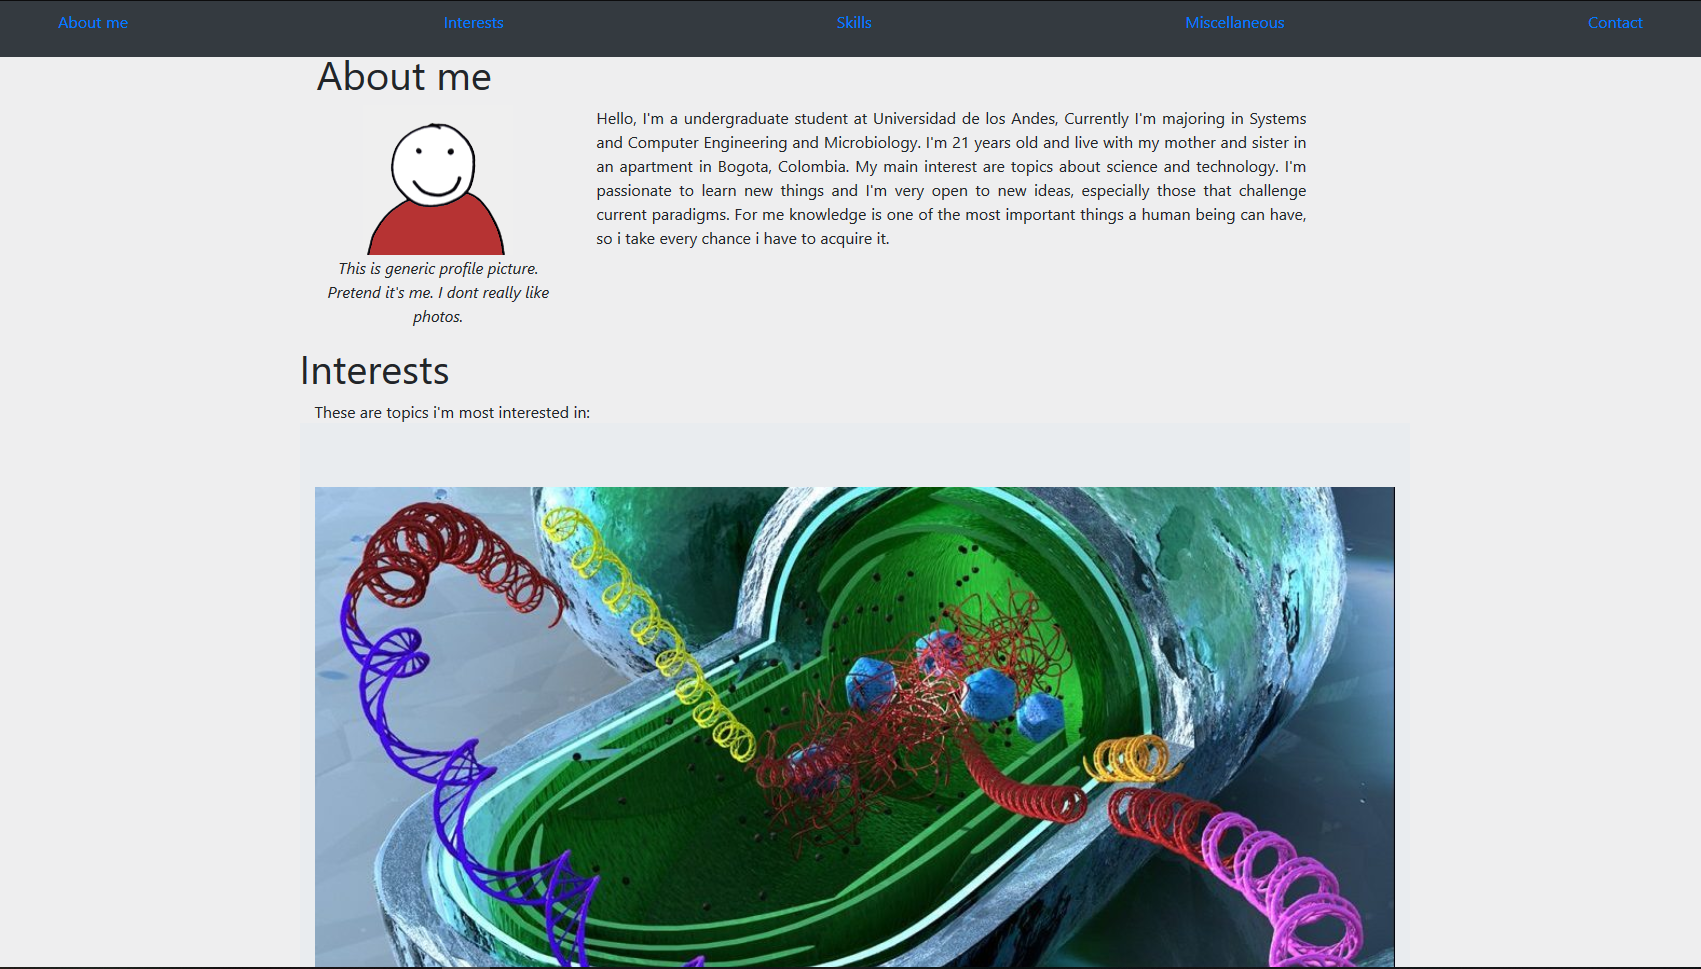 About me Interests Skills Miscellaneous Contact
About me
Hello, I'm a undergraduate student at Universidad de los Andes, Currently I'm majoring in Systems
and Computer Engineering and Microbiology. I'm 21 years old and live with my mother and sister in
an apartment in Bogota, Colombia. My main interest are topics about science and technology. I'm
passionate to learn new things and I'm very open to new ideas, especially those that challenge
current paradigms. For me knowledge is one of the most important things a human being can have,
so i take every chance i have to acquire it.
This is generic profile picture.
Pretend it's me. I dont really like
photos.
Interests
These are topics i'm most interested in: